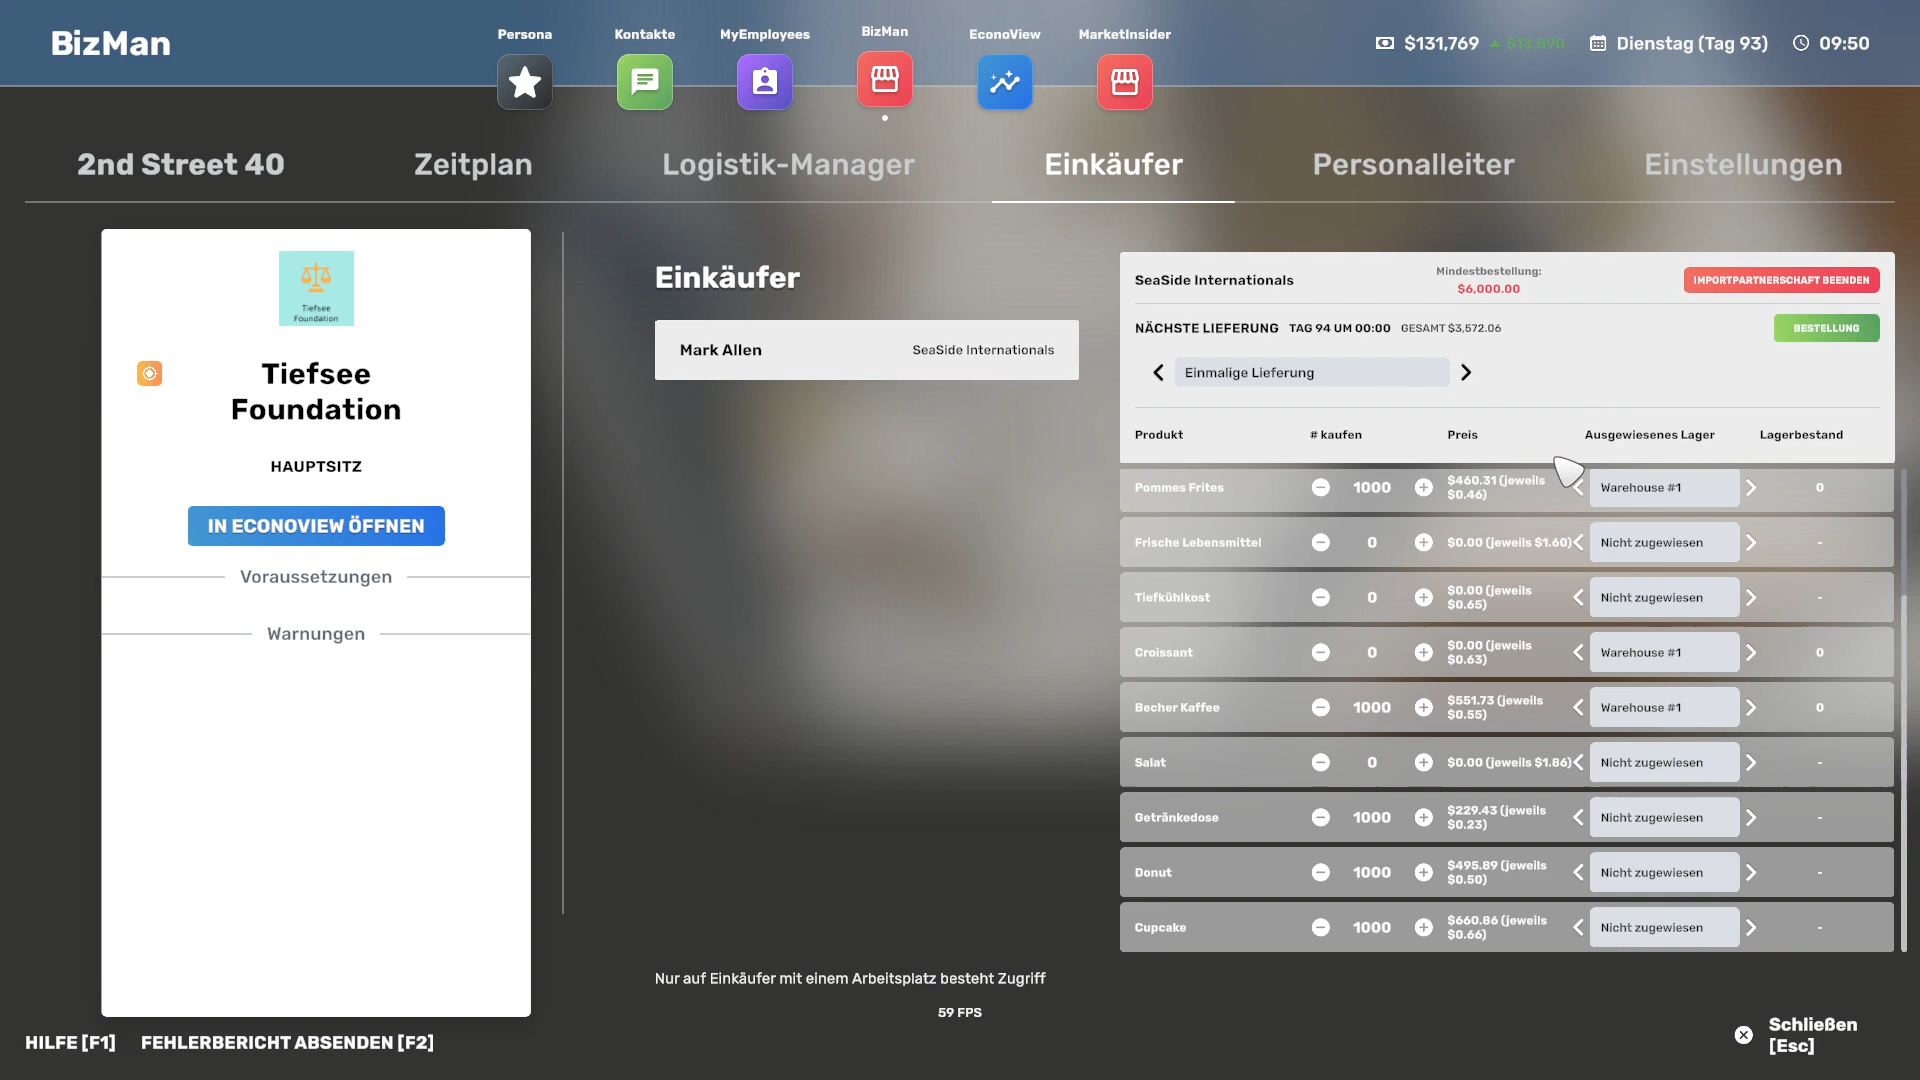 BizMan
Persona
Kontakte
MyEmployees
BizMan
EconoView
MarketInsider
$131,769
$13,890
Dienstag (Tag 93)
09:50
2nd Street 40
Zeitplan
Logistik-Manager
Einkäufer
Personalleiter
Einstellungen
Tiefsee
Foundation
Tiefsee
Foundation
HAUPTSITZ
IN ECONOVIEW ÖFFNEN
Voraussetzungen
Warnungen
Einkäufer
Mark Allen
SeaSide Internationals
Nur auf Einkäufer mit einem Arbeitsplatz besteht Zugriff
59 FPS
SeaSide Internationals
Mindestbestellung:
$6,000.00
IMPORTPARTNERSCHAFT BEENDEN
NÄCHSTE LIEFERUNG TAG 94 UM 00:00 GESAMT $3,572.06
BESTELLUNG
Einmalige Lieferung
Produkt # kaufen Preis Ausgewiesenes Lager Lagerbestand
Pommes Frites 1000 $460.31 (jeweils
$0.46) Warehouse #1 0
Frische Lebensmittel 0 $0.00 (jeweils $1.60) Nicht zugewiesen -
Tiefkühlkost 0 $0.00 (jeweils
$0.65) Nicht zugewiesen -
Croissant 0 $0.00 (jeweils
$0.63) Warehouse #1 0
Becher Kaffee 1000 $551.73 (jeweils
$0.55) Warehouse #1 0
Salat 0 $0.00 (jeweils $1.86) Nicht zugewiesen -
Getränkedose 1000 $229.43 (jeweils
$0.23) Nicht zugewiesen -
Donut 1000 $495.89 (jeweils
$0.50) Nicht zugewiesen -
Cupcake 1000 $660.86 (jeweils
$0.66) Nicht zugewiesen -
HILFE [F1] FEHLERBERICHT ABSENDEN [F2]
Schließen
[Esc]